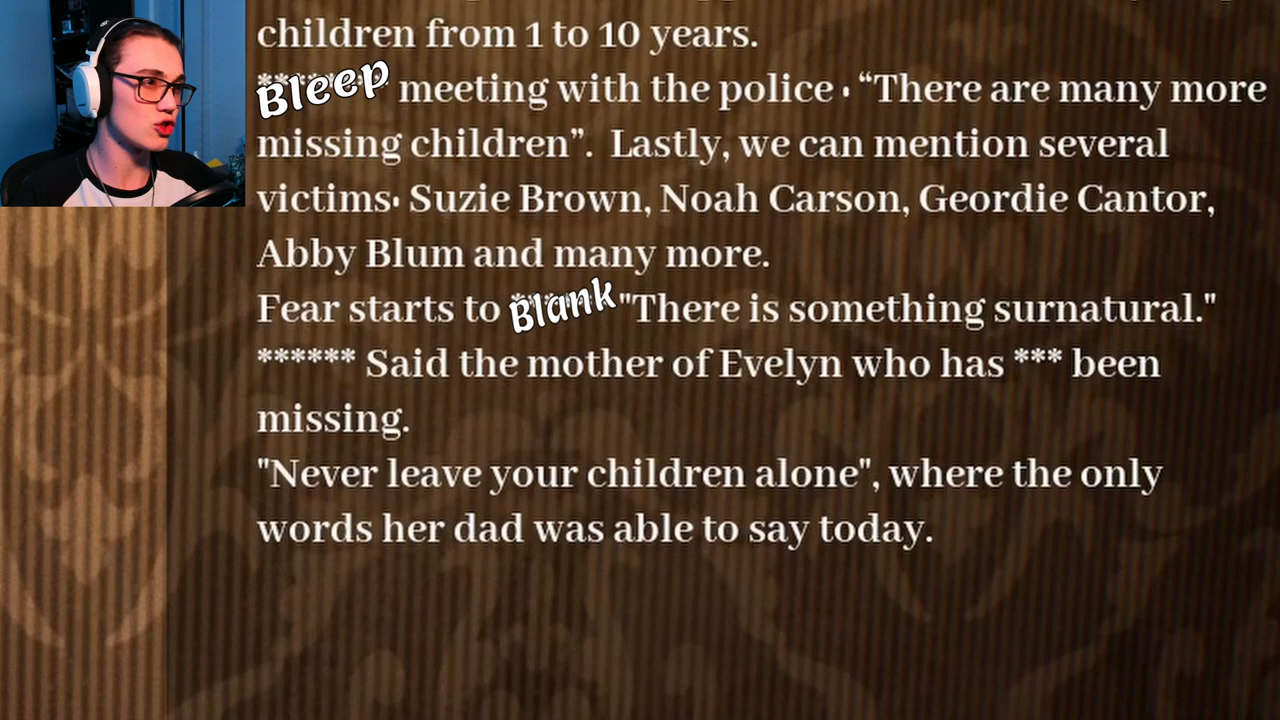 children from 1 to 10 years.
Bleep meeting with the police : “There are many more
missing children”. Lastly, we can mention several
victims: Suzie Brown, Noah Carson, Geordie Cantor,
Abby Blum and many more.
Fear starts to Blank "There is something surnatural."
****** Said the mother of Evelyn who has *** been
missing.
"Never leave your children alone", where the only
words her dad was able to say today.